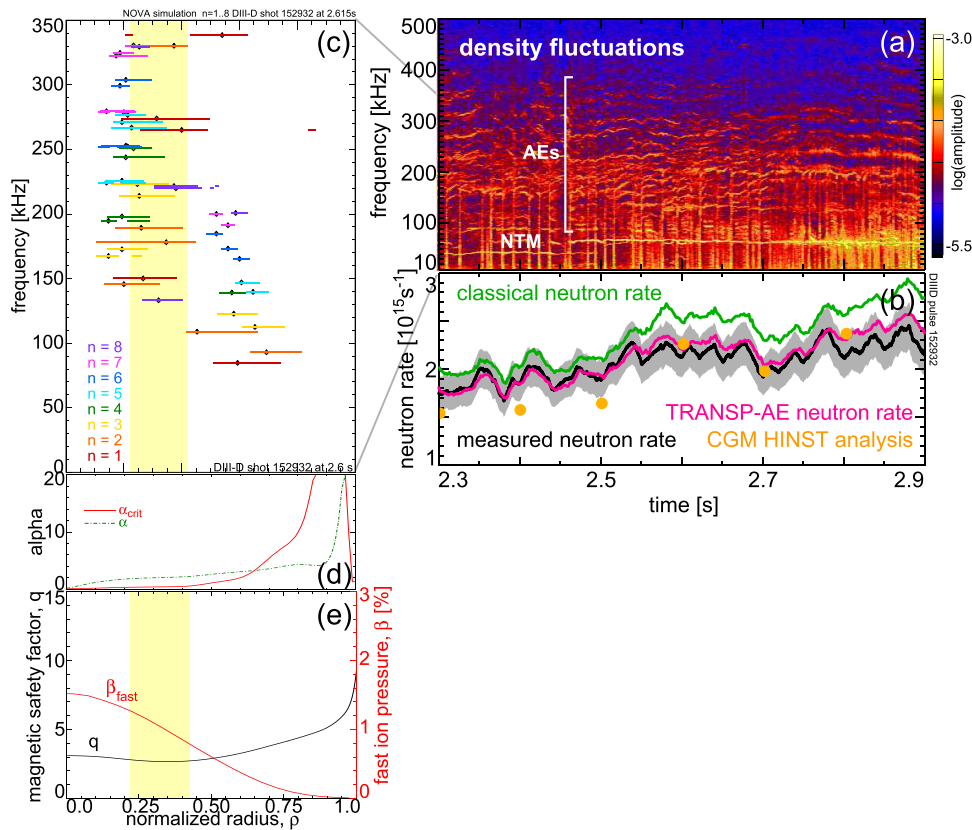 NOVA simulation n=1..8 DIII-D shot 152932 at 2.615s
(c)
350
300
250
200
150
100
50
0
frequency [kHz]
n = 8
n = 7
n = 6
n = 5
n = 4
n = 3
n = 2
n = 1
density fluctuations
(a)
500
400
300
200
100
10
frequency [kHz]
AEs
NTM
-3.0
-5.5
log(amplitude)
classical neutron rate
(b)
3
2
1
neutron rate [10¹⁵s⁻¹]
TRANSP-AE neutron rate
measured neutron rate
CGM HINST analysis
DIIID pulse 152932
2.3
2.5
2.7
2.9
time [s]
DIII-D shot 152932 at 2.6 s
20
10
0
alpha
α_crit
α
(d)
15
10
5
0
magnetic safety factor, q
(e)
β_fast
q
3
2
1
0
fast ion pressure, β [%]
0.0
0.25
0.50
0.75
1.0
normalized radius, ρ